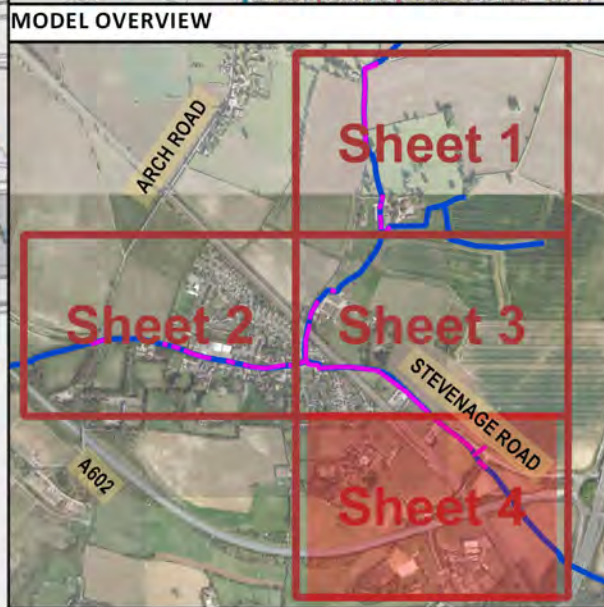 MODEL OVERVIEW
ARCH ROAD
Sheet 1
Sheet 2
Sheet 3
STEVENAGE ROAD
A602
Sheet 4